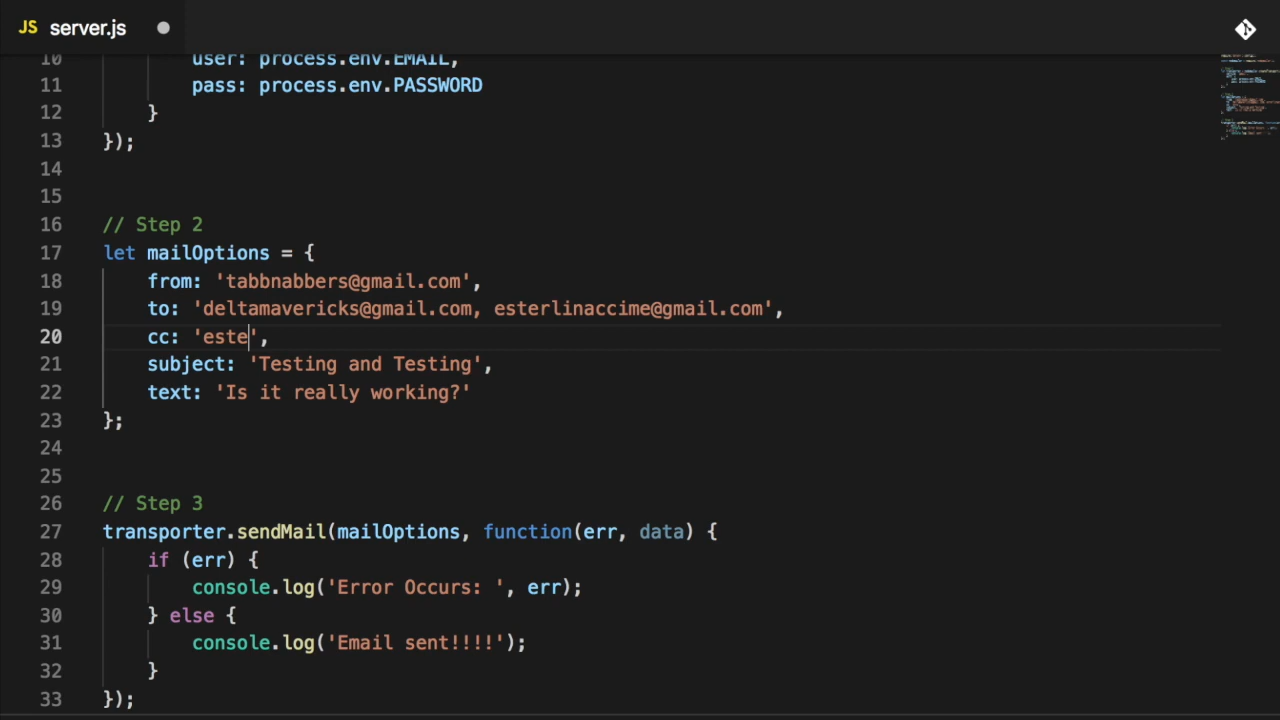 JS server.js
10 user: process.env.EMAIL,
11 pass: process.env.PASSWORD
12 }
13 });
14
15
16 // Step 2
17 let mailOptions = {
18 from: 'tabbnabbers@gmail.com',
19 to: 'deltamavericks@gmail.com, esterlinaccime@gmail.com',
20 cc: 'este',
21 subject: 'Testing and Testing',
22 text: 'Is it really working?'
23 };
24
25
26 // Step 3
27 transporter.sendMail(mailOptions, function(err, data) {
28 if (err) {
29 console.log('Error Occurs: ', err);
30 } else {
31 console.log('Email sent!!!!');
32 }
33 });